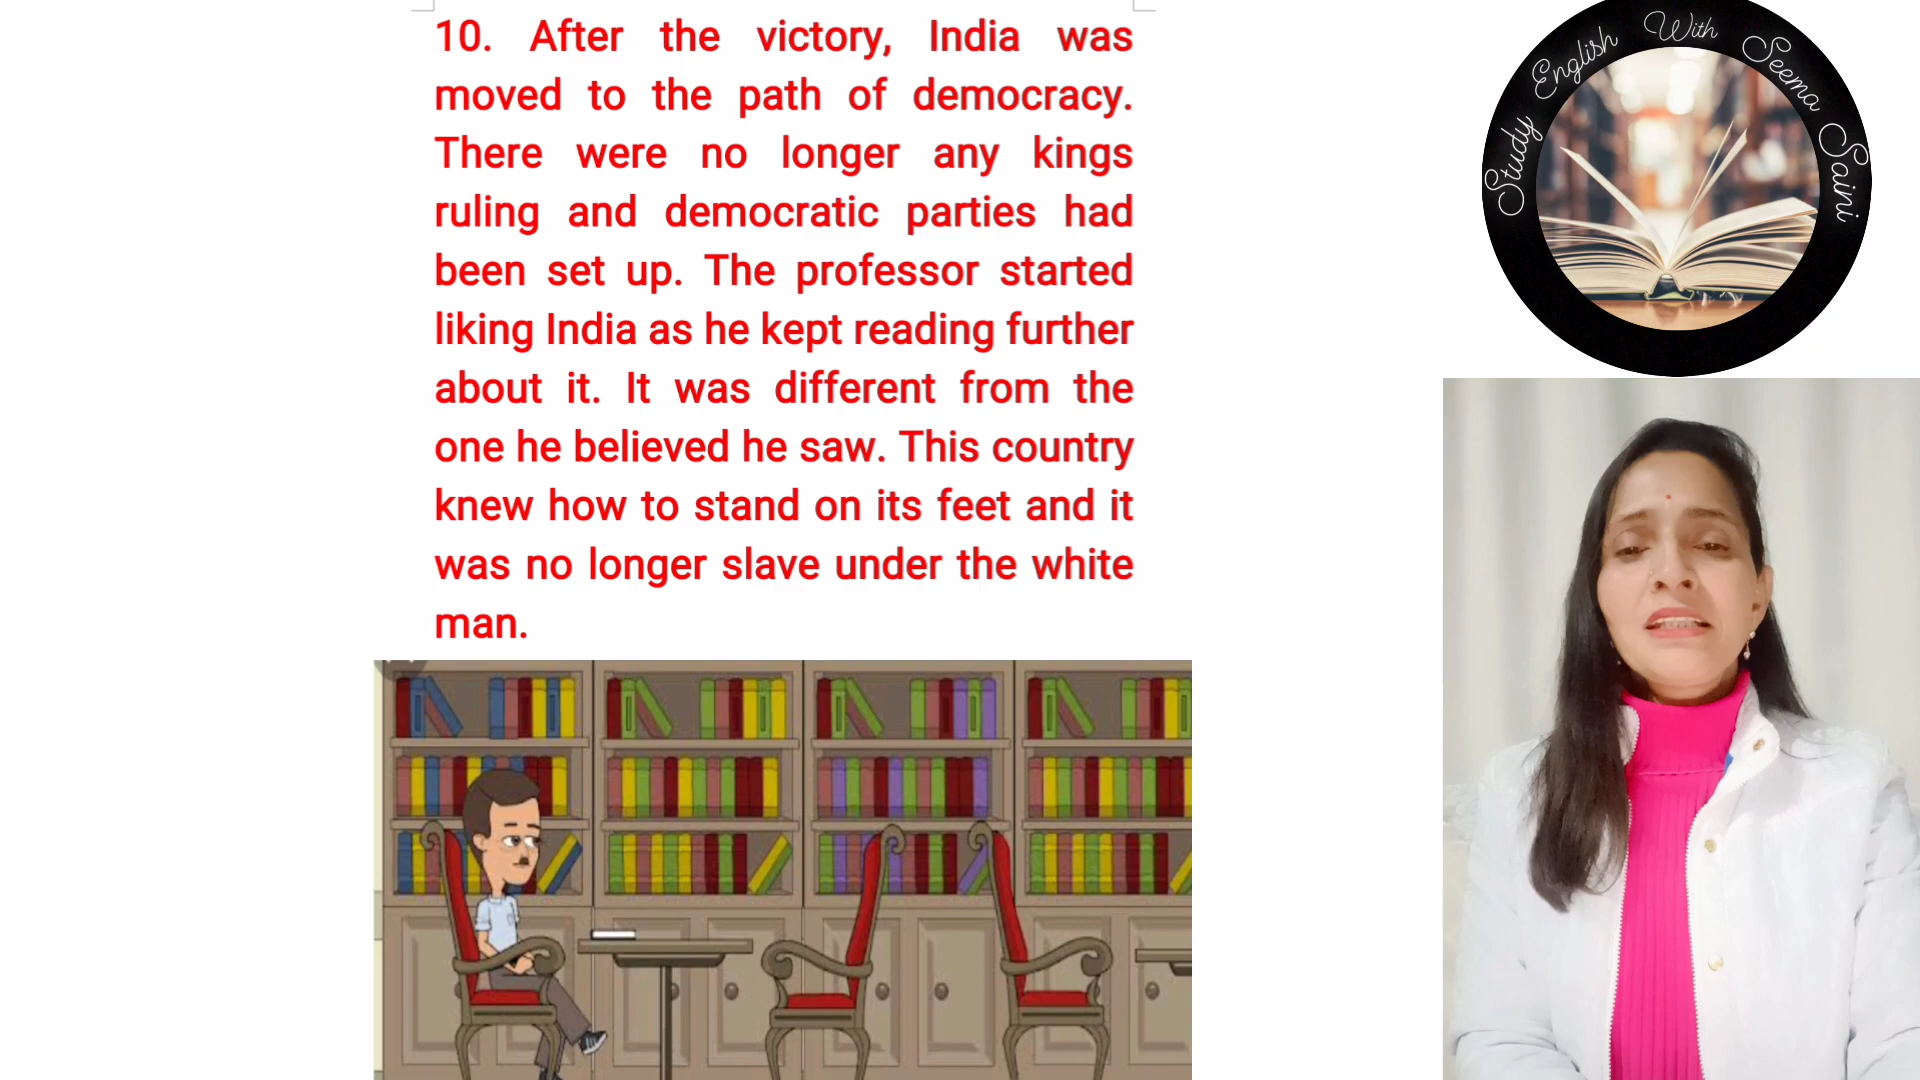 10. After the victory, India was
moved to the path of democracy.
There were no longer any kings
ruling and democratic parties had
been set up. The professor started
liking India as he kept reading further
about it. It was different from the
one he believed he saw. This country
knew how to stand on its feet and it
was no longer slave under the white
man.
Study English With Seema Saini